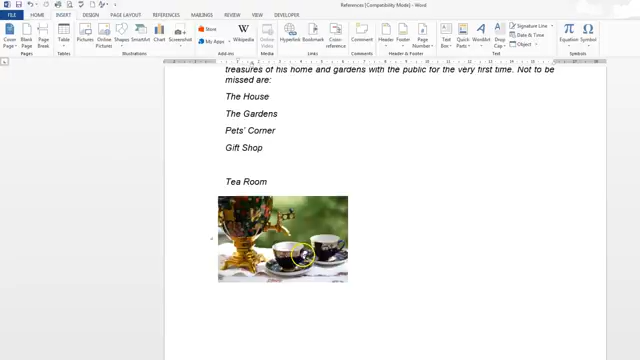 References [Compatibility Mode] - Word
FILE HOME INSERT DESIGN PAGE LAYOUT REFERENCES MAILINGS REVIEW VIEW DEVELOPER
Cover Page
Blank Page
Page Break
Table
Pictures
Online Pictures
Shapes
SmartArt
Chart
Screenshot
Store
My Apps
Wikipedia
Online Video
Hyperlink
Bookmark
Cross-reference
Comment
Header
Footer
Page Number
Text Box
Quick Parts
WordArt
Drop Cap
Signature Line
Date & Time
Object
Equation
Symbol
Pages Tables Illustrations Apps Media Links Comments Header & Footer Text Symbols
treasures of his home and gardens with the public for the very first time. Not to be
missed are:
The House
The Gardens
Pets' Corner
Gift Shop
Tea Room